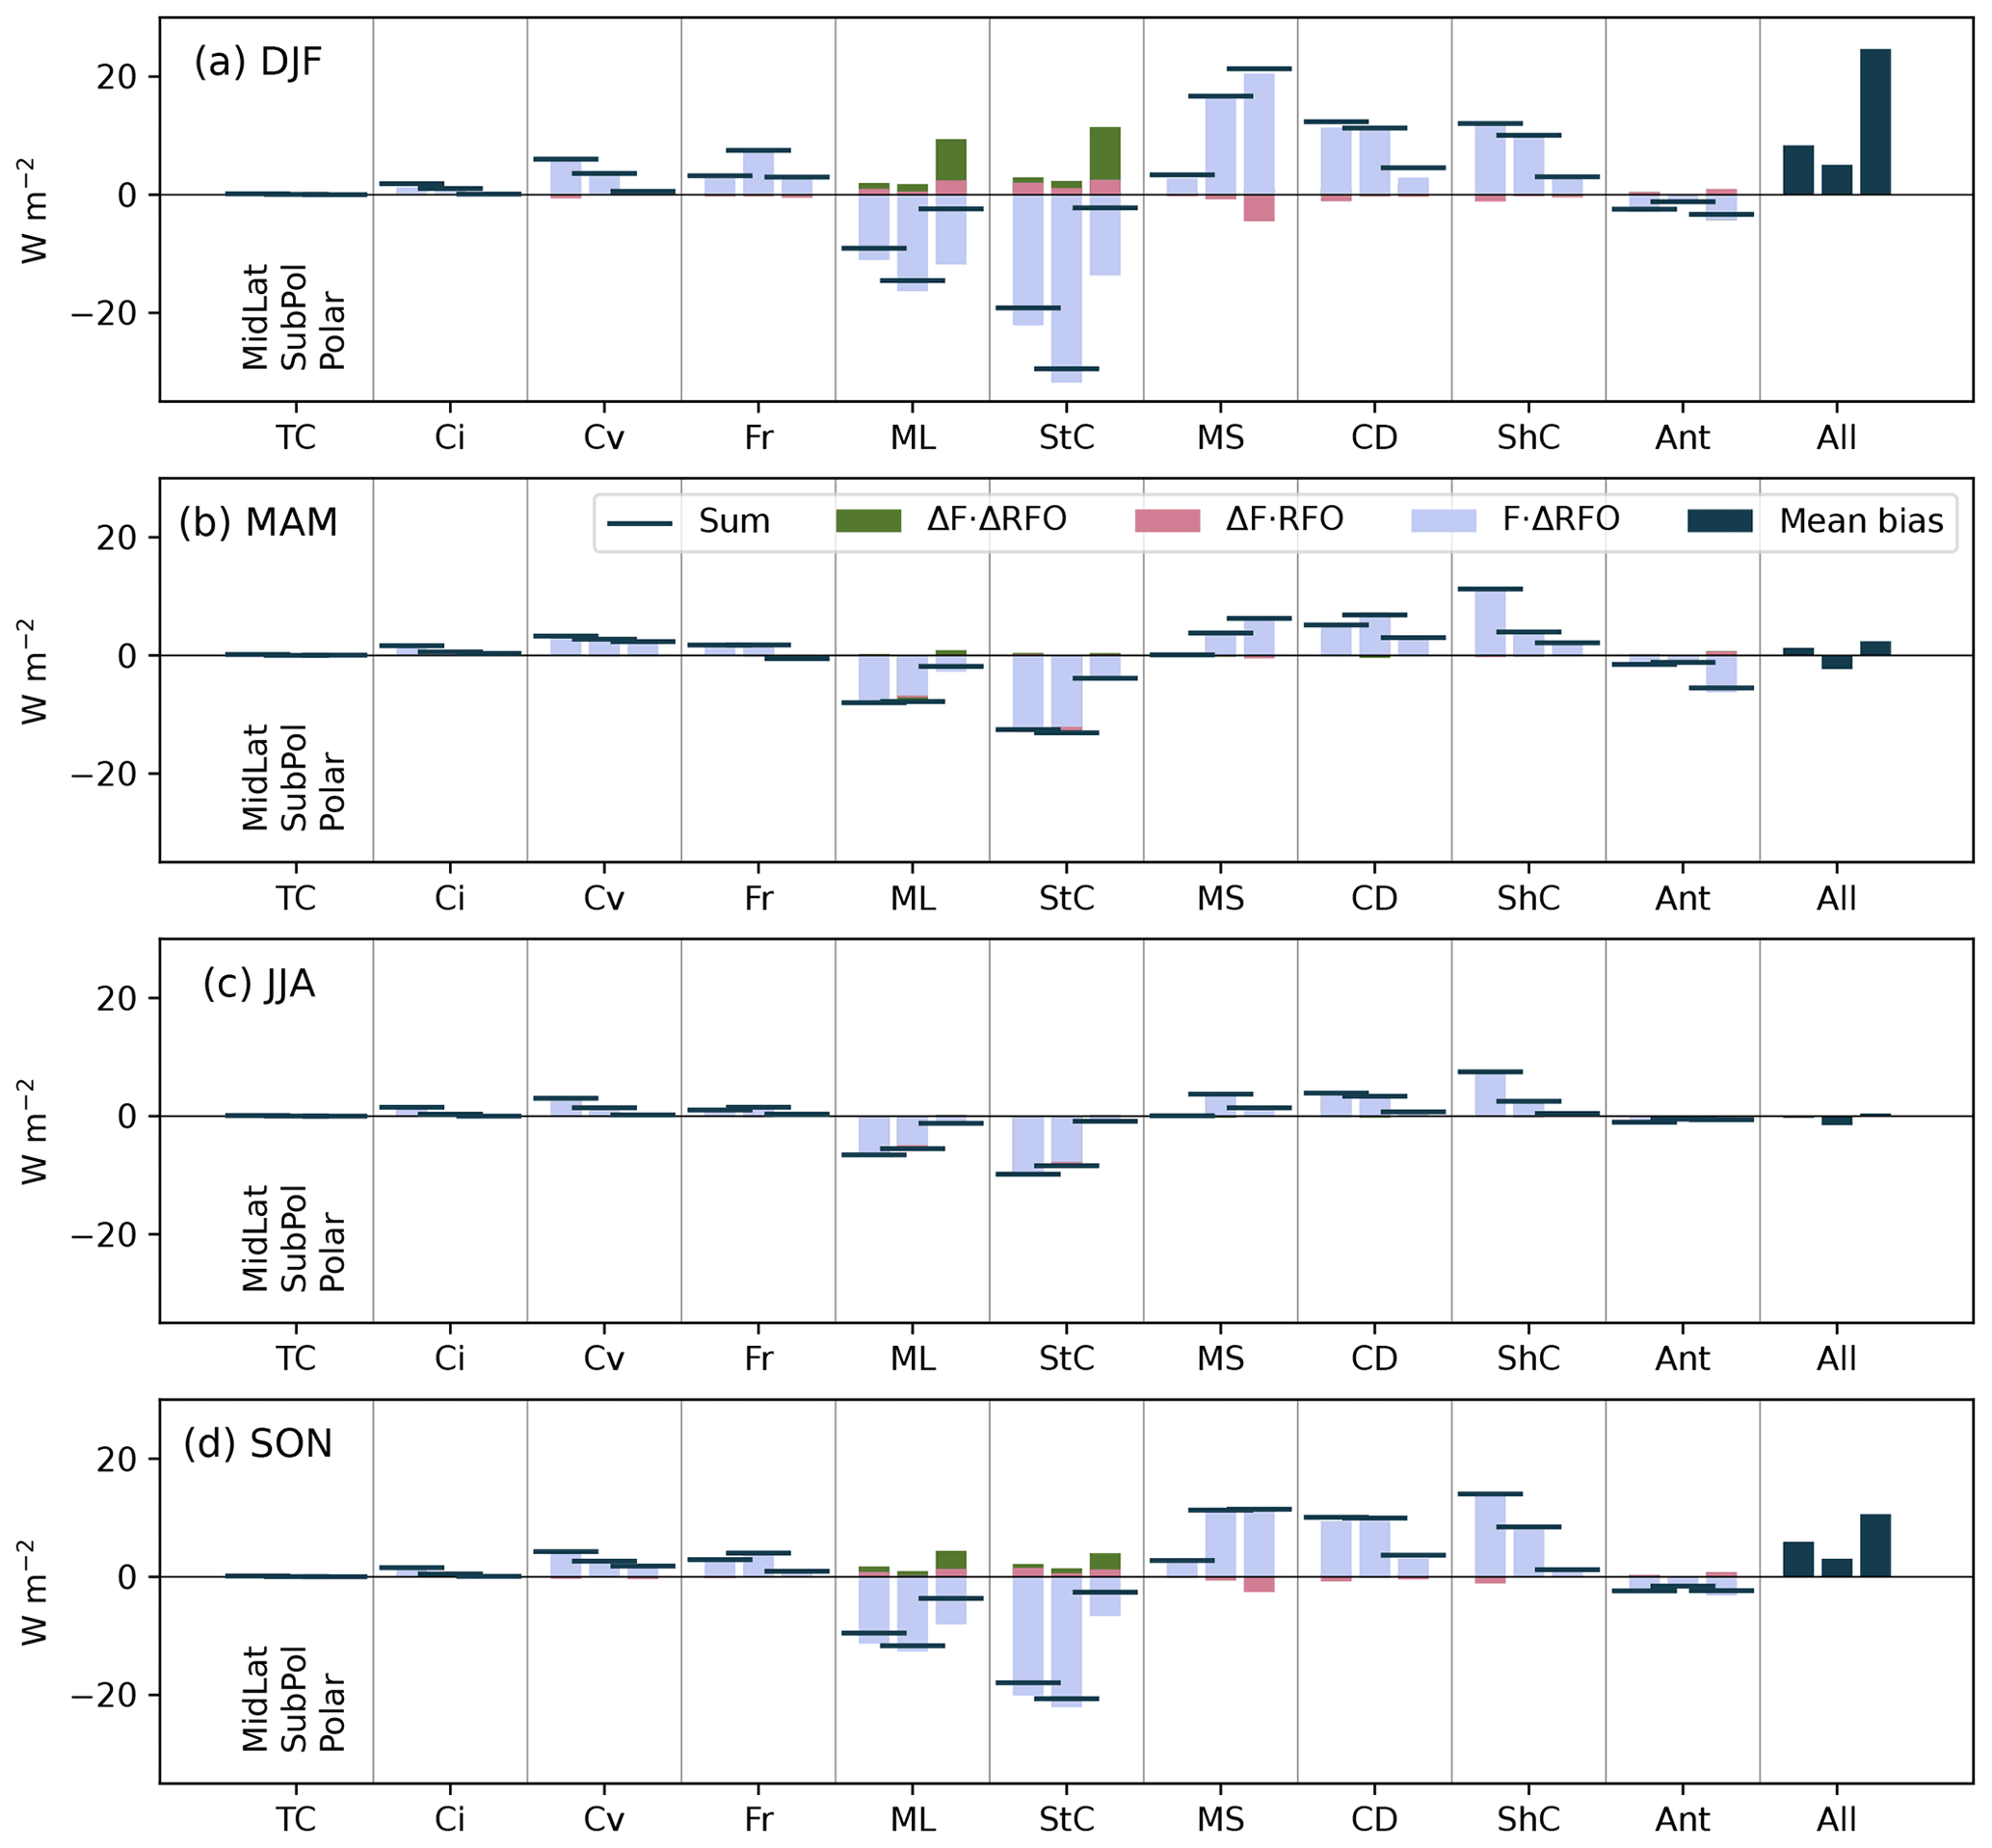 (a) DJF
W m⁻²
20
0
−20
MidLat
SubPol
Polar
TC Ci Cv Fr ML StC MS CD ShC Ant All
(b) MAM
Sum ΔF·ΔRFO ΔF·RFO F·ΔRFO Mean bias
W m⁻²
20
0
−20
MidLat
SubPol
Polar
TC Ci Cv Fr ML StC MS CD ShC Ant All
(c) JJA
W m⁻²
20
0
−20
MidLat
SubPol
Polar
TC Ci Cv Fr ML StC MS CD ShC Ant All
(d) SON
W m⁻²
20
0
−20
MidLat
SubPol
Polar
TC Ci Cv Fr ML StC MS CD ShC Ant All